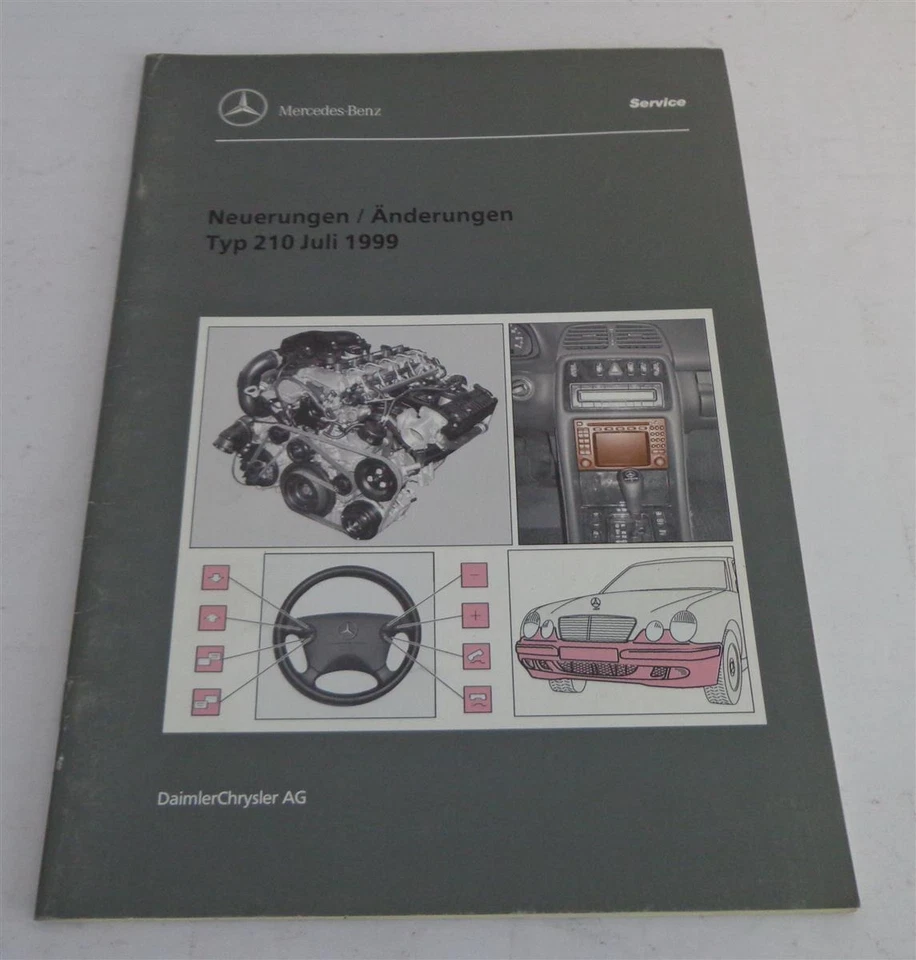 Mercedes-Benz
Service
Neuerungen / Änderungen
Typ 210 Juli 1999
−
+
DaimlerChrysler AG